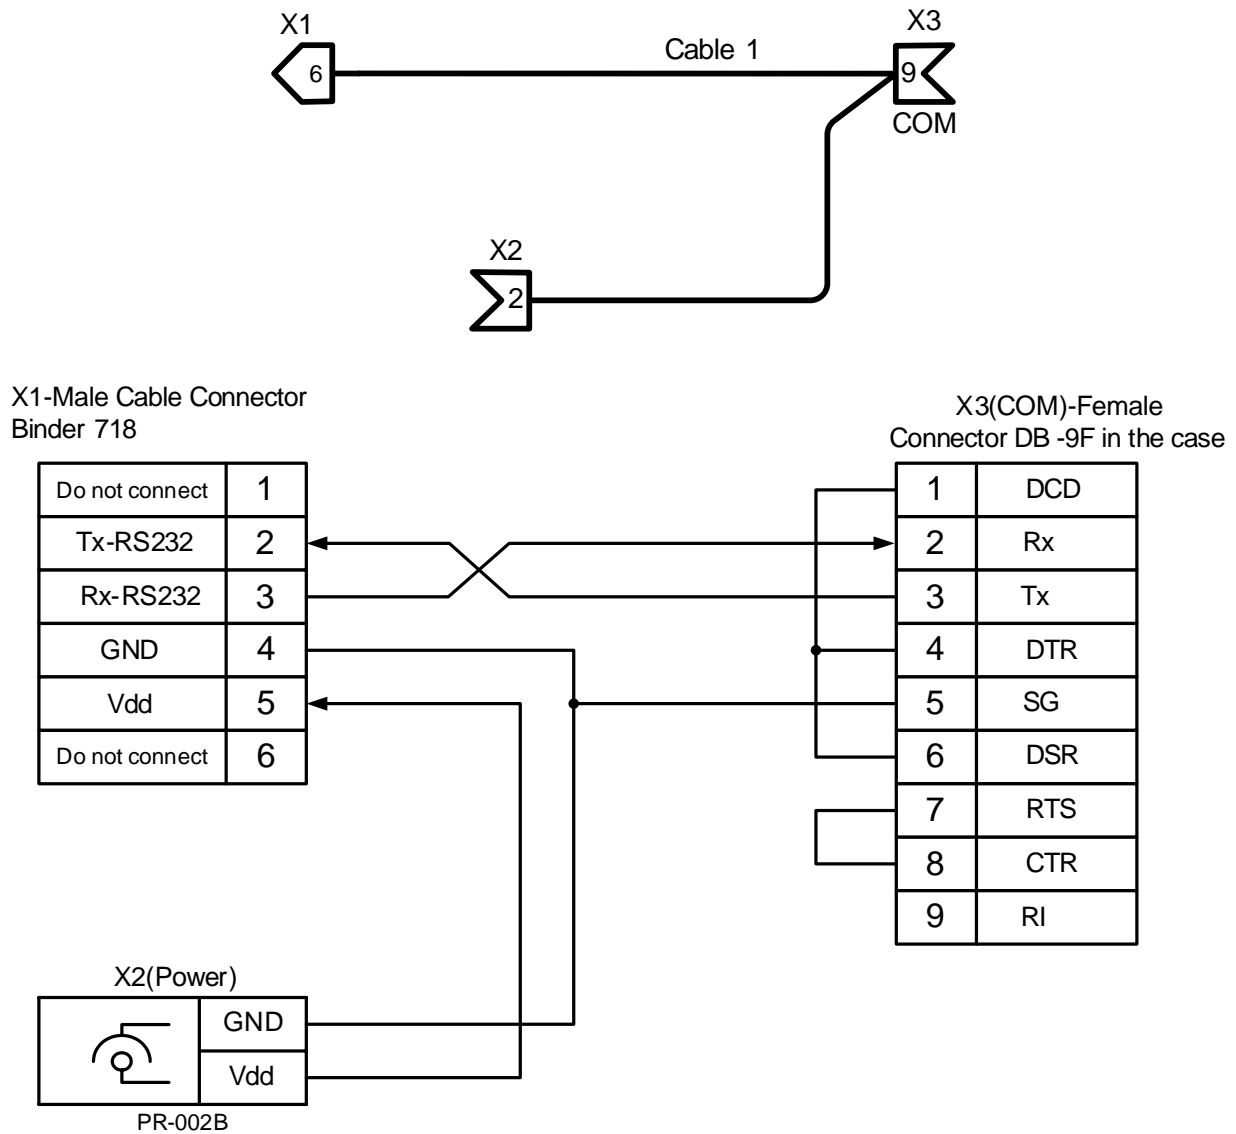 X1
X3
Cable 1
6
9
COM
X2
2
X1-Male Cable Connector
Binder 718
X3(COM)-Female
Connector DB -9F in the case
Do not connect 1
Tx-RS232 2
Rx-RS232 3
GND 4
Vdd 5
Do not connect 6
1 DCD
2 Rx
3 Tx
4 DTR
5 SG
6 DSR
7 RTS
8 CTR
9 RI
X2(Power)
GND
Vdd
PR-002B